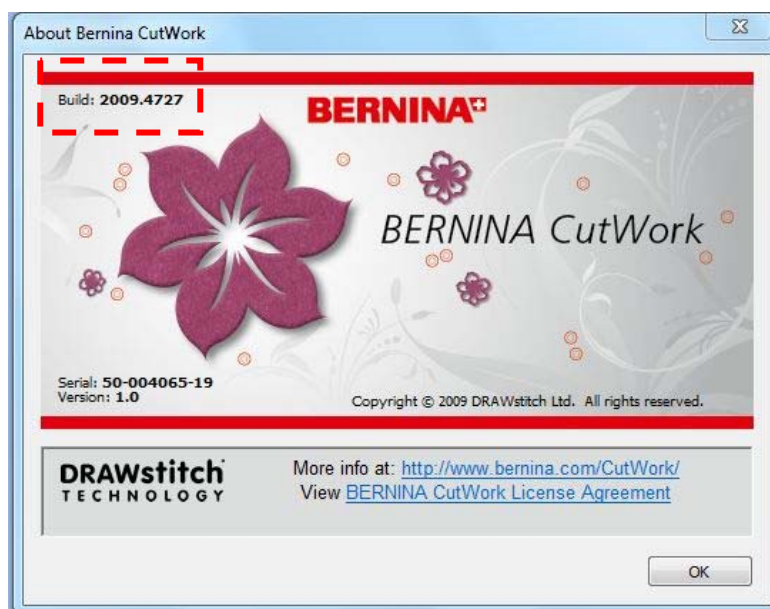 About Bernina CutWork
Build: 2009.4727
BERNINA
BERNINA CutWork
Serial: 50-004065-19
Version: 1.0
Copyright © 2009 DRAWstitch Ltd. All rights reserved.
DRAWstitch
TECHNOLOGY
More info at: http://www.bernina.com/CutWork/
View BERNINA CutWork License Agreement
OK